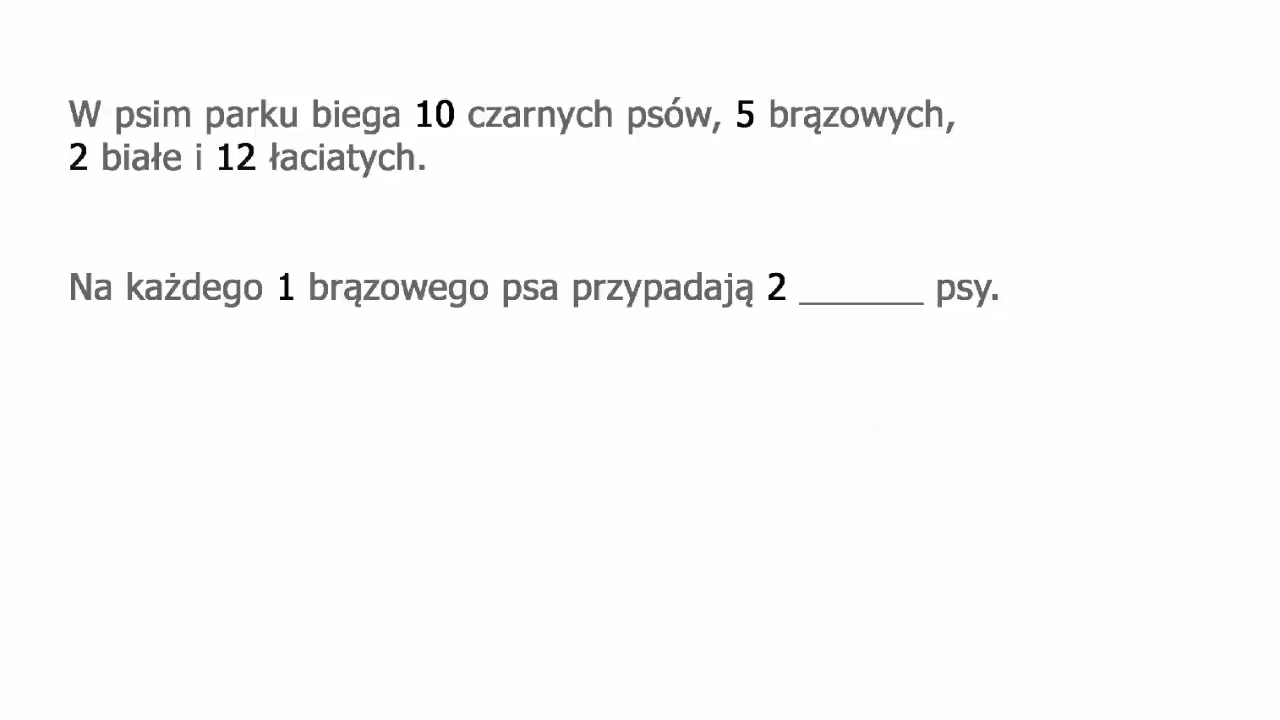 W psim parku biega 10 czarnych psów, 5 brązowych,
2 białe i 12 łaciatych.
Na każdego 1 brązowego psa przypadają 2 _______ psy.